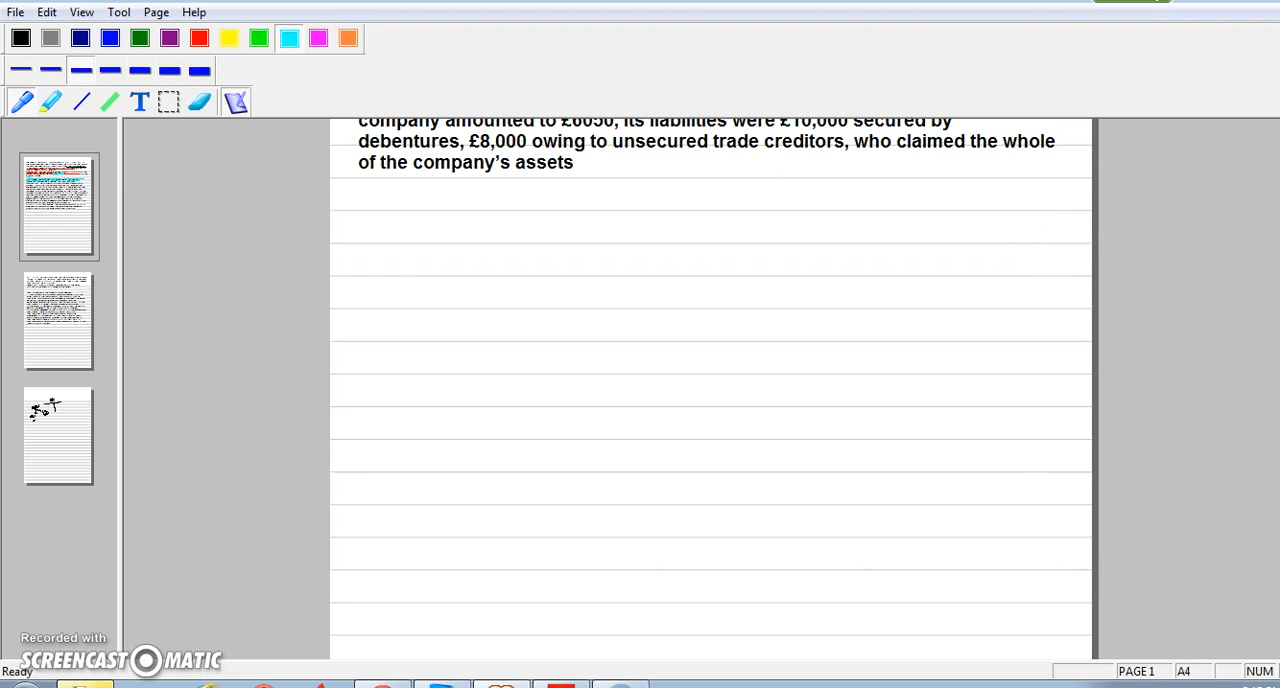 File Edit View Tool Page Help
company amounted to £6050, its liabilities were £10,000 secured by
debentures, £8,000 owing to unsecured trade creditors, who claimed the whole
of the company's assets
Recorded with
SCREENCAST MATIC
Ready
PAGE1 A4 NUM